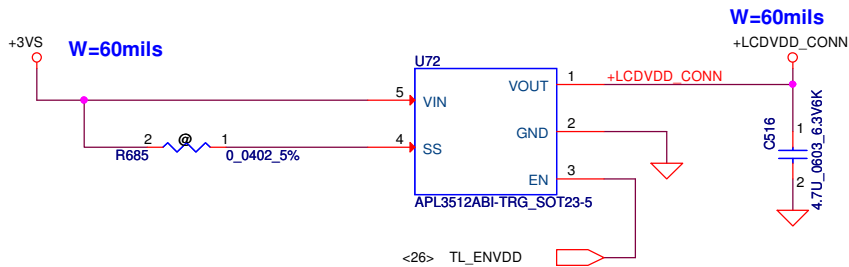 W=60mils
+3VS
W=60mils
+LCDVDD_CONN
U72
5 VIN
VOUT 1 +LCDVDD_CONN
2 @ 1
R685 0_0402_5%
4 SS
GND 2
EN 3
APL3512ABI-TRG_SOT23-5
C516
1
2
4.7U_0603_6.3V6K
<26> TL_ENVDD